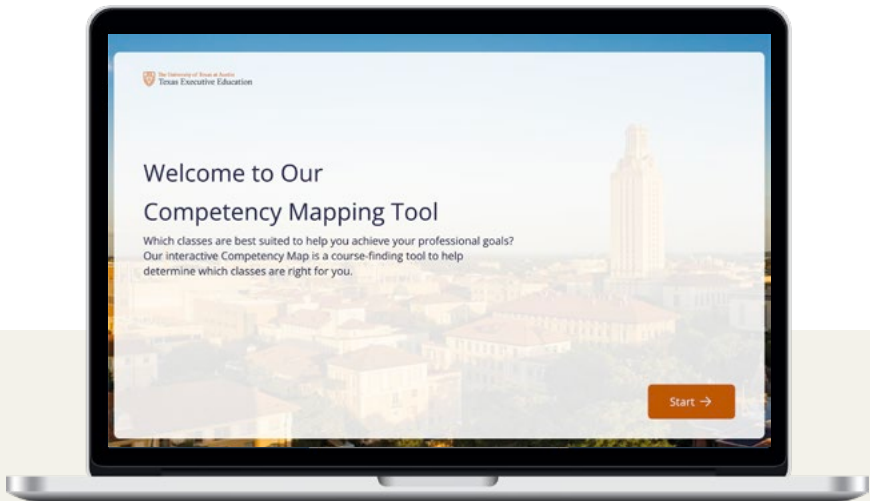 The University of Texas at Austin
Texas Executive Education
Welcome to Our
Competency Mapping Tool
Which classes are best suited to help you achieve your professional goals?
Our interactive Competency Map is a course-finding tool to help
determine which classes are right for you.
Start →